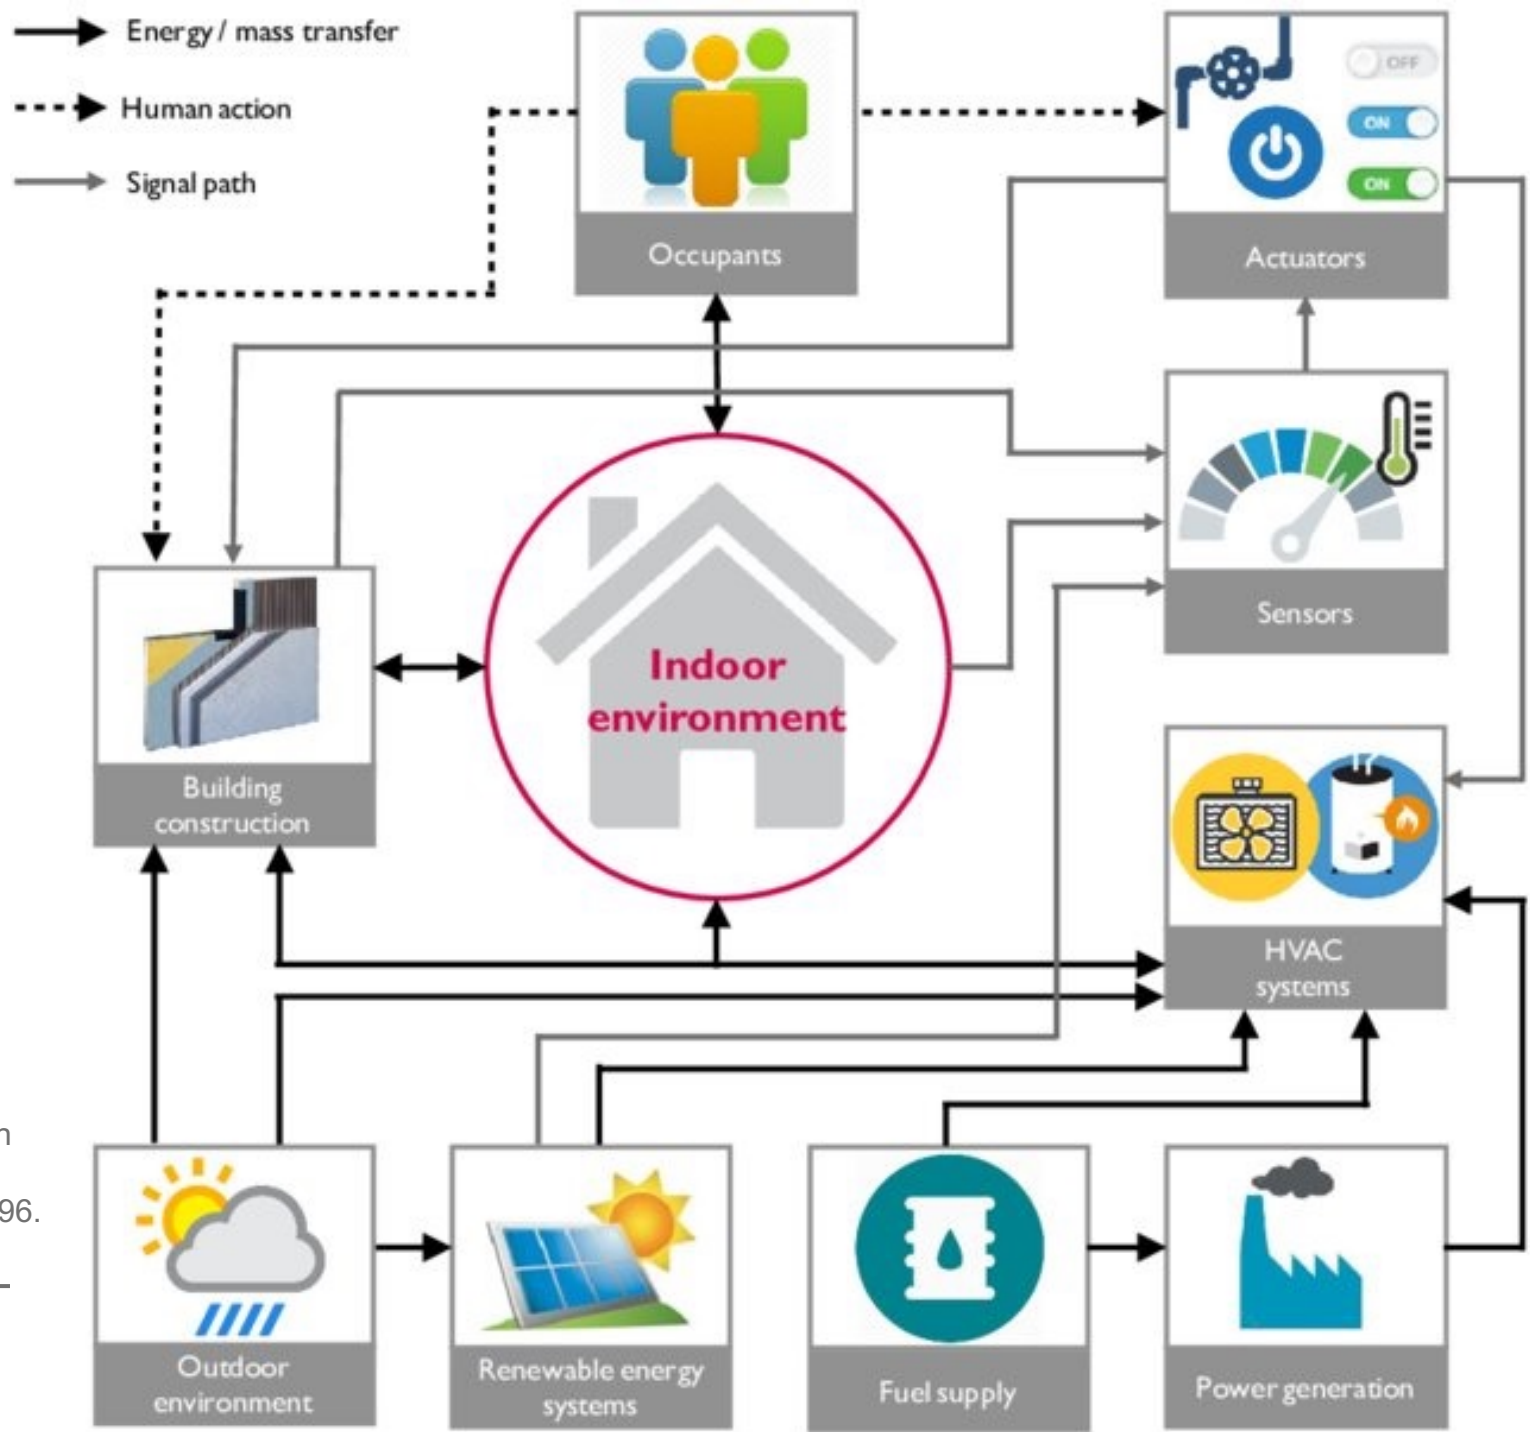 Energy / mass transfer
Human action
Signal path
Occupants
OFF
ON
ON
Actuators
Sensors
Indoor
environment
Building
construction
HVAC
systems
96.
Outdoor
environment
Renewable energy
systems
Fuel supply
Power generation